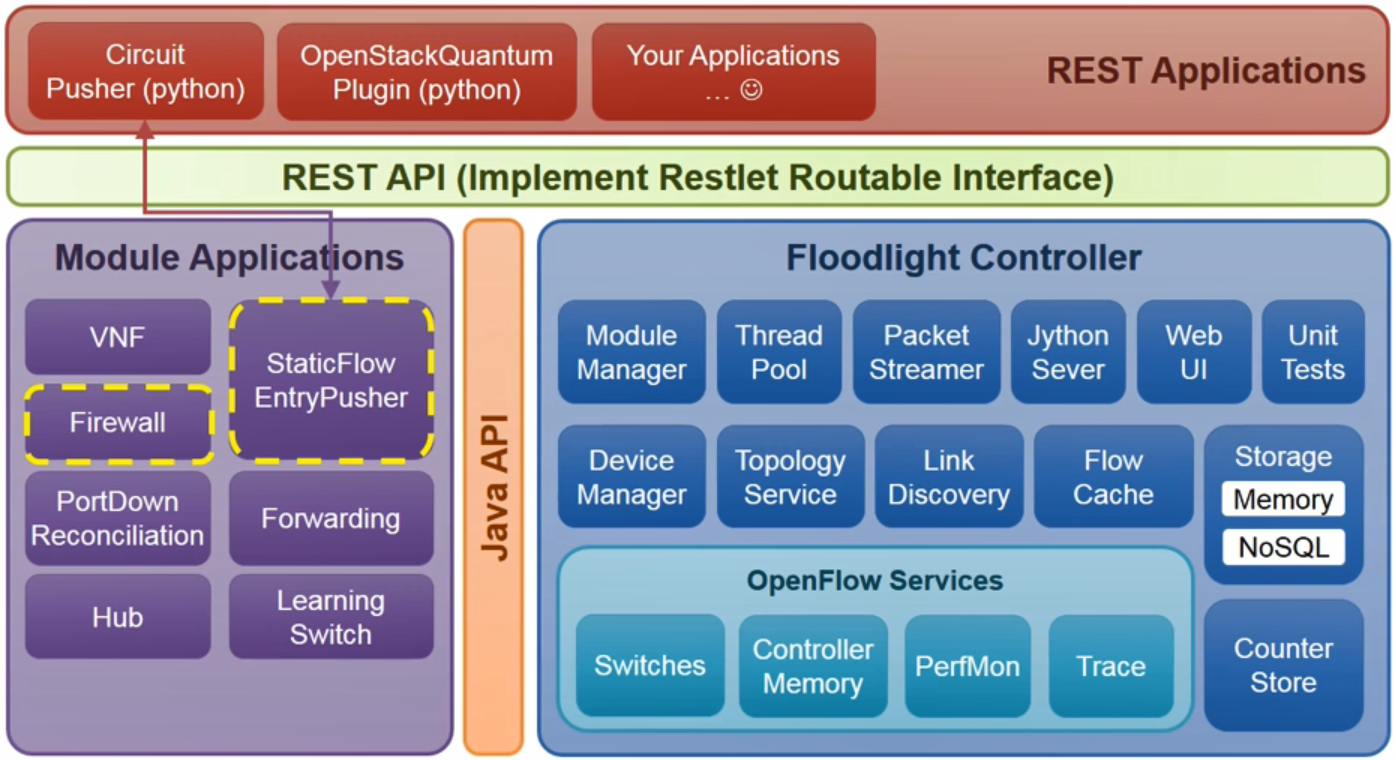 Circuit
Pusher (python)
OpenStackQuantum
Plugin (python)
Your Applications
... ☺
REST Applications
REST API (Implement Restlet Routable Interface)
Module Applications
VNF
StaticFlow
EntryPusher
Firewall
PortDown
Reconciliation
Forwarding
Hub
Learning
Switch
Java API
Floodlight Controller
Module
Manager
Thread
Pool
Packet
Streamer
Jython
Sever
Web
UI
Unit
Tests
Device
Manager
Topology
Service
Link
Discovery
Flow
Cache
Storage
Memory
NoSQL
OpenFlow Services
Switches
Controller
Memory
PerfMon
Trace
Counter
Store